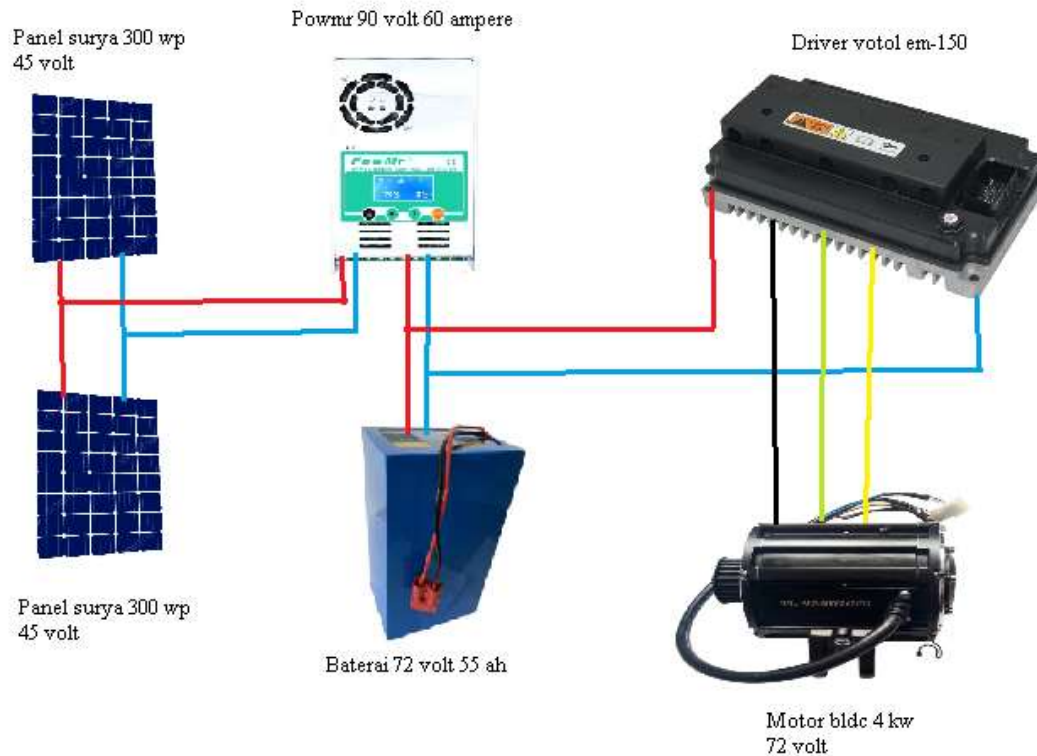 Powmr 90 volt 60 ampere
Panel surya 300 wp
45 volt
Driver votol em-150
PowMr
Panel surya 300 wp
45 volt
Baterai 72 volt 55 ah
Motor bldc 4 kw
72 volt